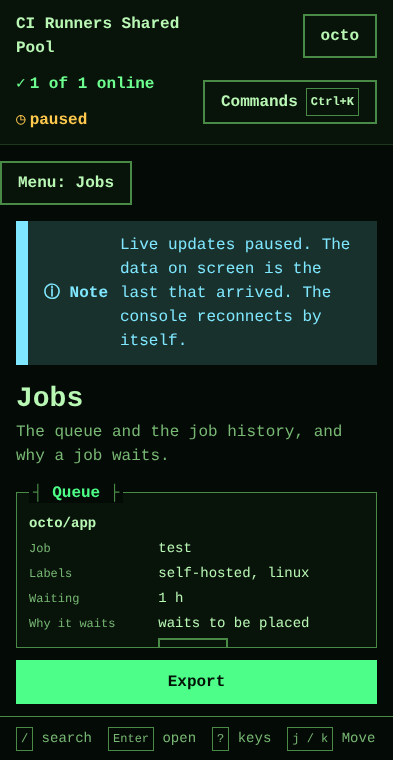 CI Runners Shared
Pool
octo
✓ 1 of 1 online
Commands Ctrl+K
◷ paused
Menu: Jobs
ⓘ Note
Live updates paused. The
data on screen is the
last that arrived. The
console reconnects by
itself.
Jobs
The queue and the job history, and
why a job waits.
Queue
octo/app
Job test
Labels self-hosted, linux
Waiting 1 h
Why it waits waits to be placed
Export
/ search Enter open ? keys j / k Move